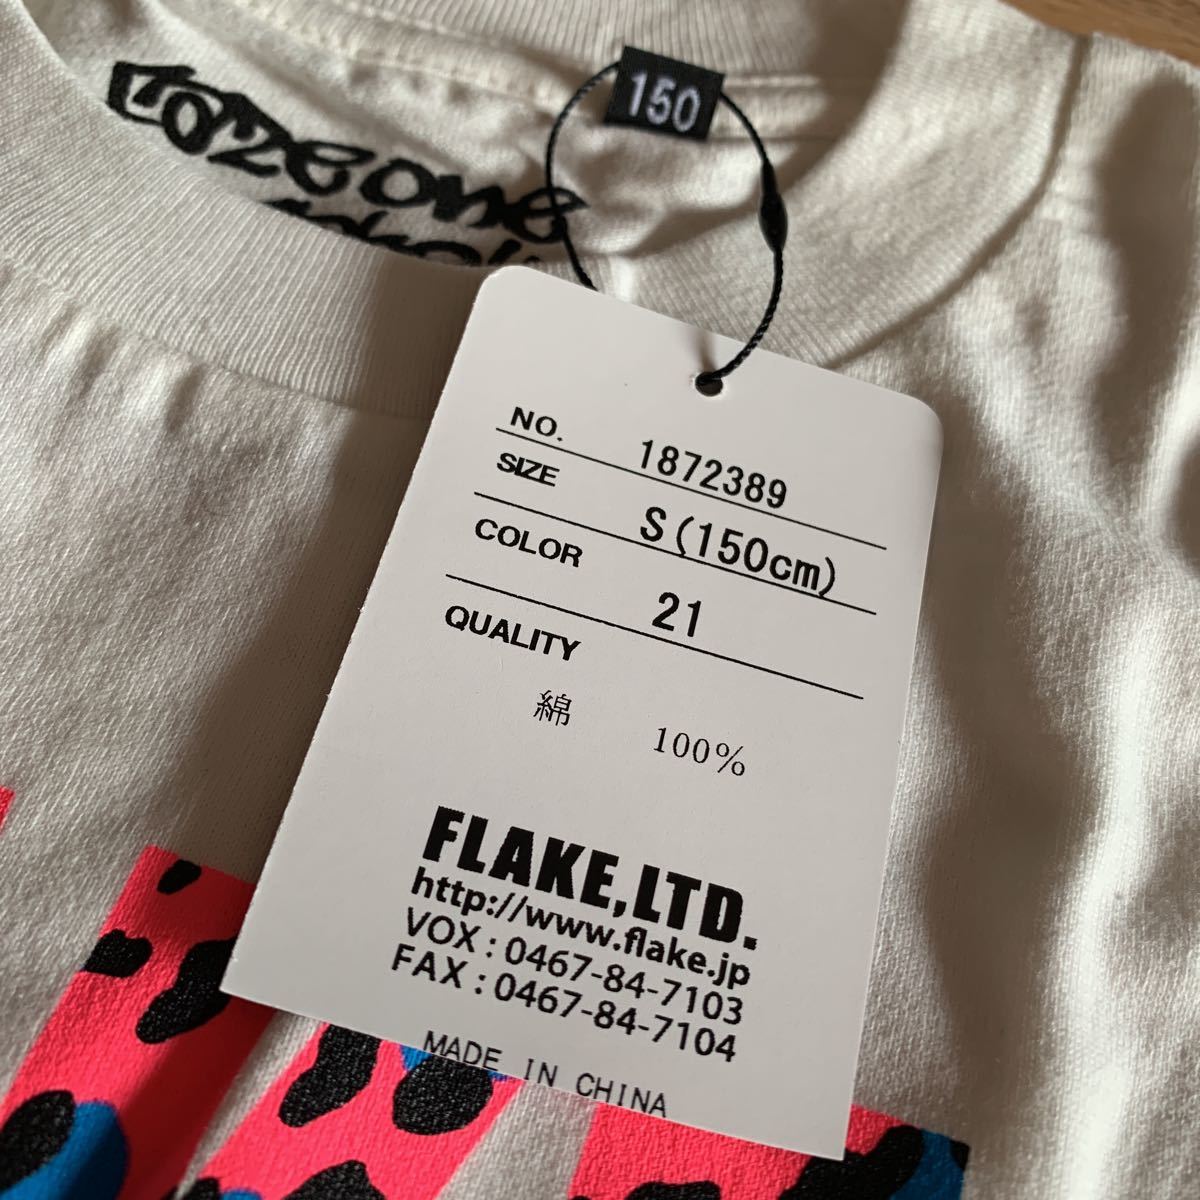 150
zozeone
NO. 1872389
SIZE S(150cm)
COLOR 21
QUALITY
綿 100%
FLAKE,LTD.
http://www.flake.jp
VOX : 0467-84-7103
FAX : 0467-84-7104
MADE IN CHINA